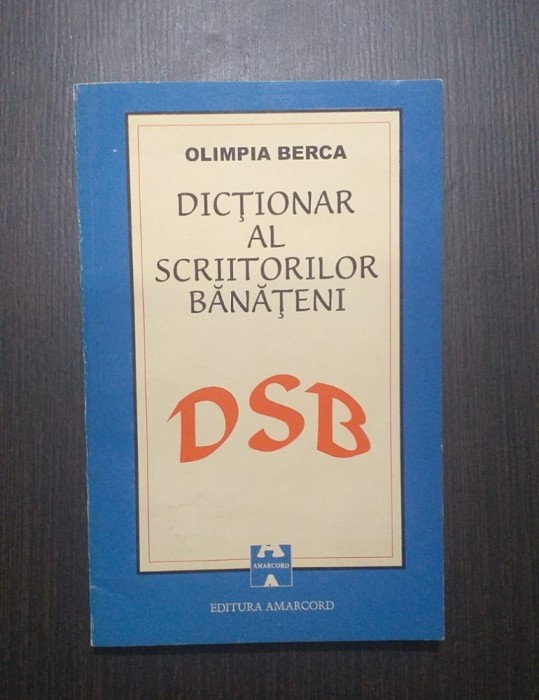 OLIMPIA BERCA
DICŢIONAR
AL
SCRIITORILOR
BĂNĂŢENI
DSB
A
AMARCORD
A
EDITURA AMARCORD